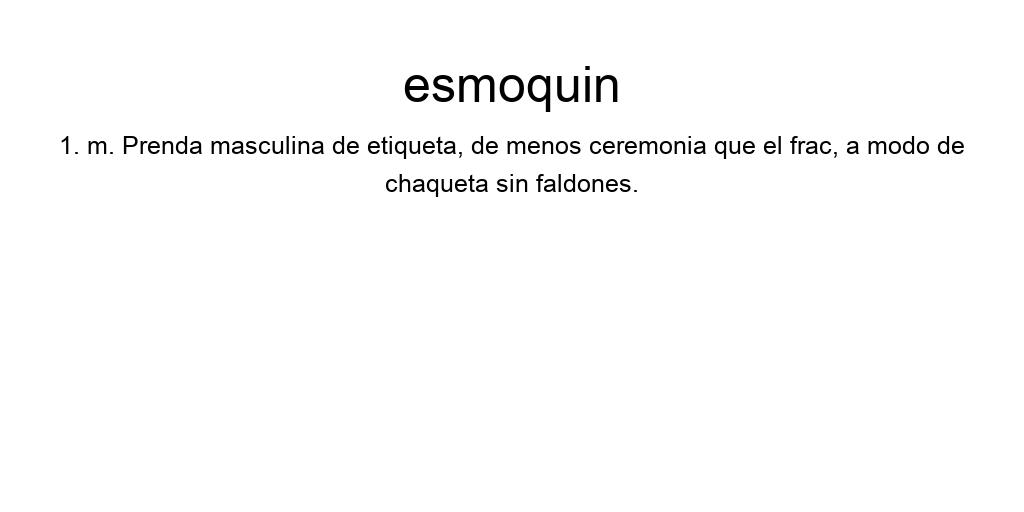 esmoquin
1. m. Prenda masculina de etiqueta, de menos ceremonia que el frac, a modo de
chaqueta sin faldones.